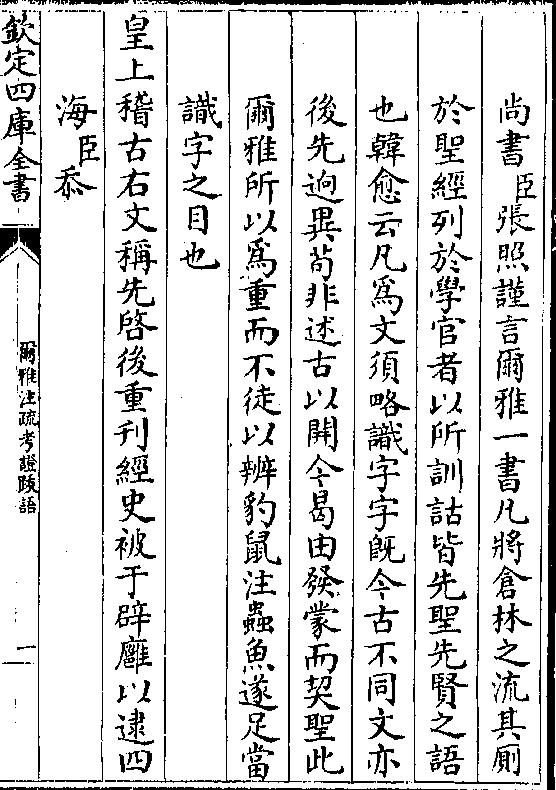 尚書臣張照謹言爾雅一書凡將倉林之流其厠
於聖經列於學官者以所訓詁皆先聖先賢之語
也韓愈云凡爲文須略識字字旣今古不同文亦
後先逈異苟非述古以開今曷由發蒙而契聖此
爾雅所以爲重而不徒以辨豹鼠注蟲魚遂足當
識字之目也
皇上稽古右文稱先啓後重刊經史被于辟廱以逮四
海臣忝
欽定四庫全書
爾雅注疏考證跋語
一